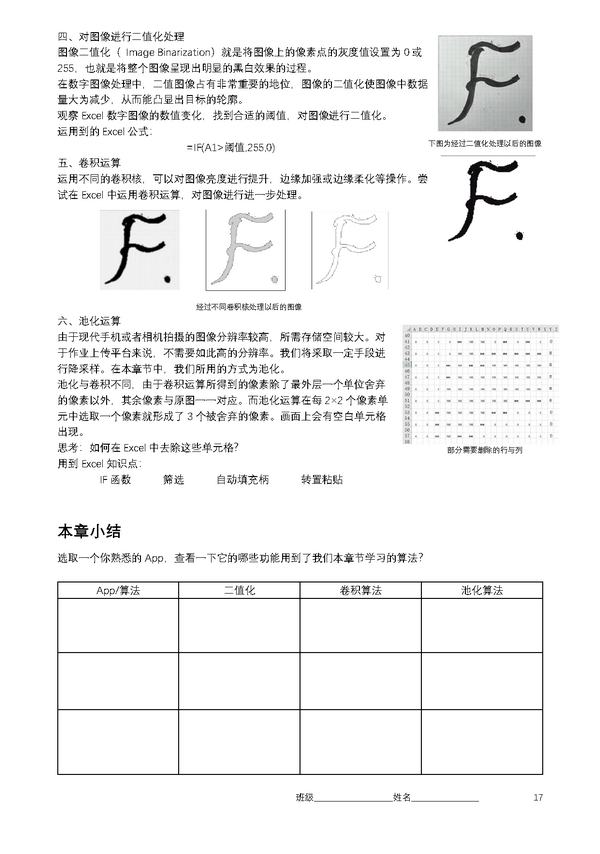 四、对图像进行二值化处理
图像二值化（ Image Binarization）就是将图像上的像素点的灰度值设置为 0 或
255，也就是将整个图像呈现出明显的黑白效果的过程。
在数字图像处理中，二值图像占有非常重要的地位，图像的二值化使图像中数据
量大为减少，从而能凸显出目标的轮廓。
观察 Excel 数字图像的数值变化，找到合适的阈值，对图像进行二值化。
运用到的 Excel 公式：
=IF(A1>阈值,255,0)
下图为经过二值化处理以后的图像
五、卷积运算
运用不同的卷积核，可以对图像亮度进行提升，边缘加强或边缘柔化等操作。尝
试在 Excel 中运用卷积运算，对图像进行进一步处理。
经过不同卷积核处理以后的图像
六、池化运算
由于现代手机或者相机拍摄的图像分辨率较高，所需存储空间较大。对
于作业上传平台来说，不需要如此高的分辨率。我们将采取一定手段进
行降采样。在本章节中，我们所用的方式为池化。
池化与卷积不同，由于卷积运算所得到的像素除了最外层一个单位舍弃
的像素以外，其余像素与原图一一对应。而池化运算在每 2×2 个像素单
元中选取一个像素就形成了 3 个被舍弃的像素。画面上会有空白单元格
出现。
思考：如何在 Excel 中去除这些单元格？
用到 Excel 知识点：
IF 函数 筛选 自动填充柄 转置粘贴
部分需要删除的行与列
本章小结
选取一个你熟悉的 App，查看一下它的哪些功能用到了我们本章节学习的算法？
App/算法 二值化 卷积算法 池化算法
班级________________姓名______________ 17